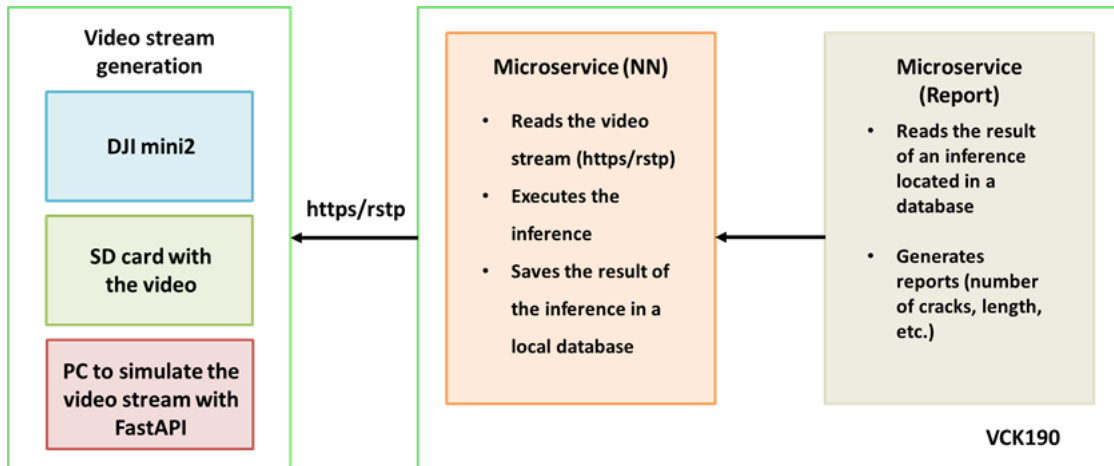 Video stream
generation
DJI mini2
SD card with
the video
PC to simulate the
video stream with
FastAPI
https/rstp
Microservice (NN)
• Reads the video
stream (https/rstp)
• Executes the
inference
• Saves the result of
the inference in a
local database
Microservice
(Report)
• Reads the result
of an inference
located in a
database
• Generates
reports (number
of cracks, length,
etc.)
VCK190